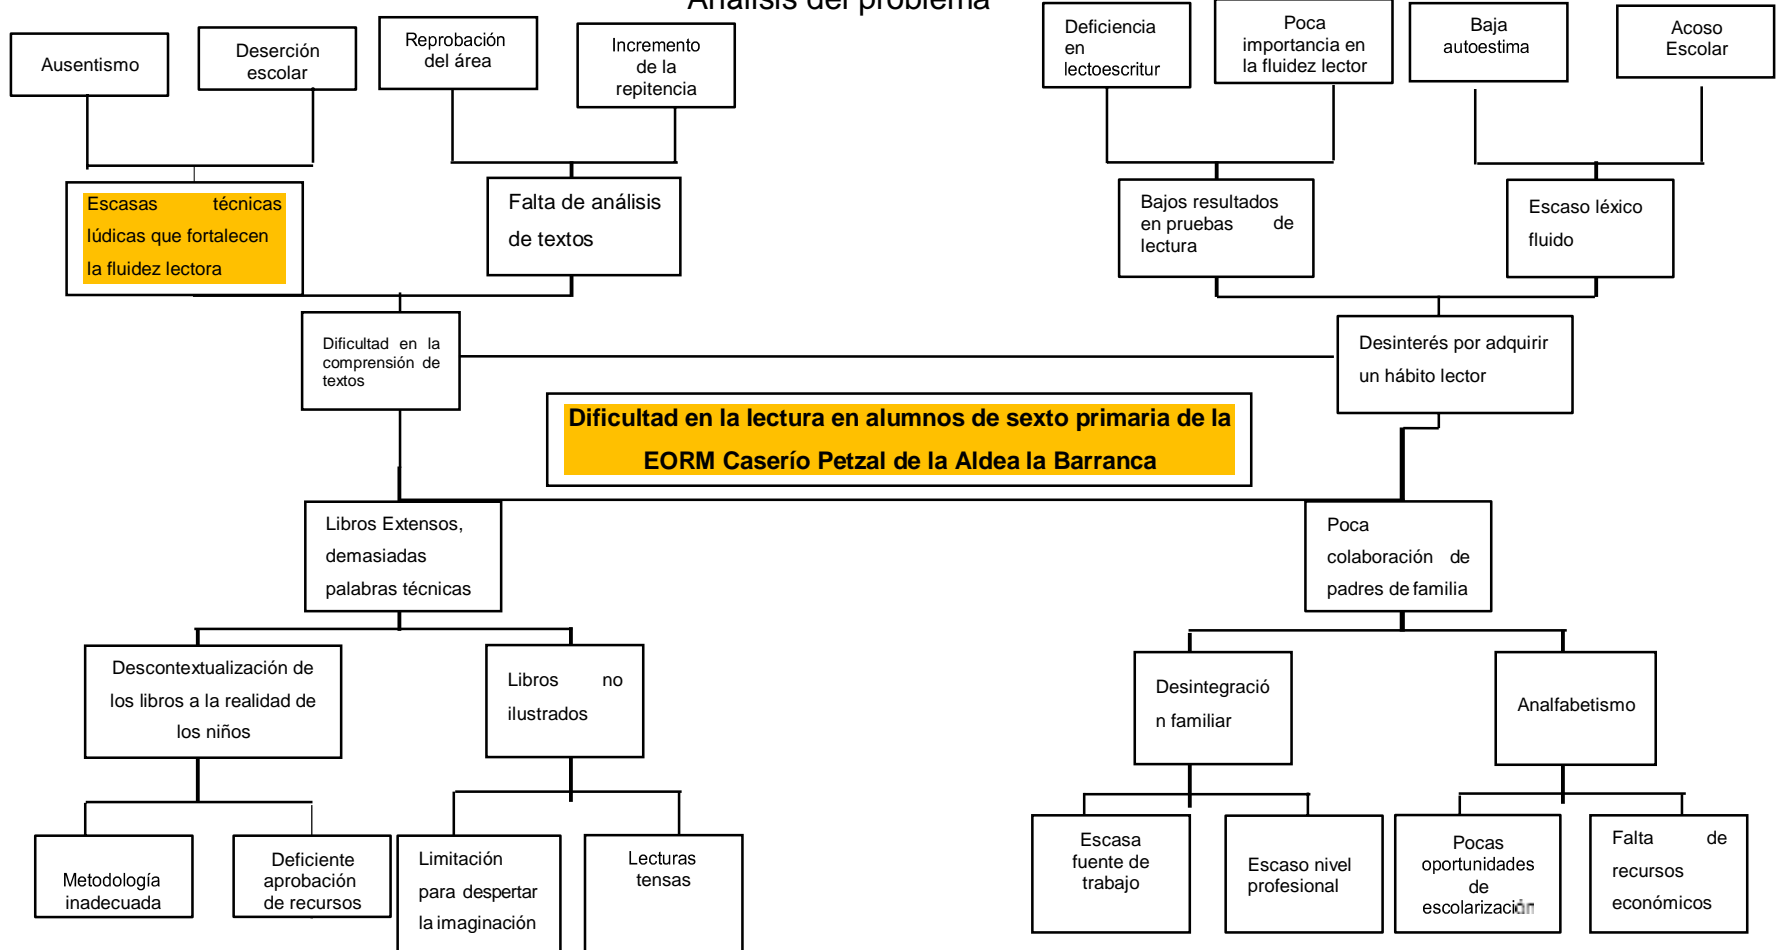 Análisis del problema
Ausentismo
Deserción
escolar
Reprobación
del área
Incremento
de la
repitencia
Deficiencia
en
lectoescritur
Poca
importancia en
la fluidez lector
Baja
autoestima
Acoso
Escolar
Escasas técnicas
lúdicas que fortalecen
la fluidez lectora
Falta de análisis
de textos
Bajos resultados
en pruebas de
lectura
Escaso léxico
fluido
Dificultad en la
comprensión de
textos
Desinterés por adquirir
un hábito lector
Dificultad en la lectura en alumnos de sexto primaria de la
EORM Caserío Petzal de la Aldea la Barranca
Libros Extensos,
demasiadas
palabras técnicas
Poca
colaboración de
padres de familia
Descontextualización de
los libros a la realidad de
los niños
Libros no
ilustrados
Desintegració
n familiar
Analfabetismo
Metodología
inadecuada
Deficiente
aprobación
de recursos
Limitación
para despertar
la imaginación
Lecturas
tensas
Escasa
fuente de
trabajo
Escaso nivel
profesional
Pocas
oportunidades
de
escolarización
Falta de
recursos
económicos